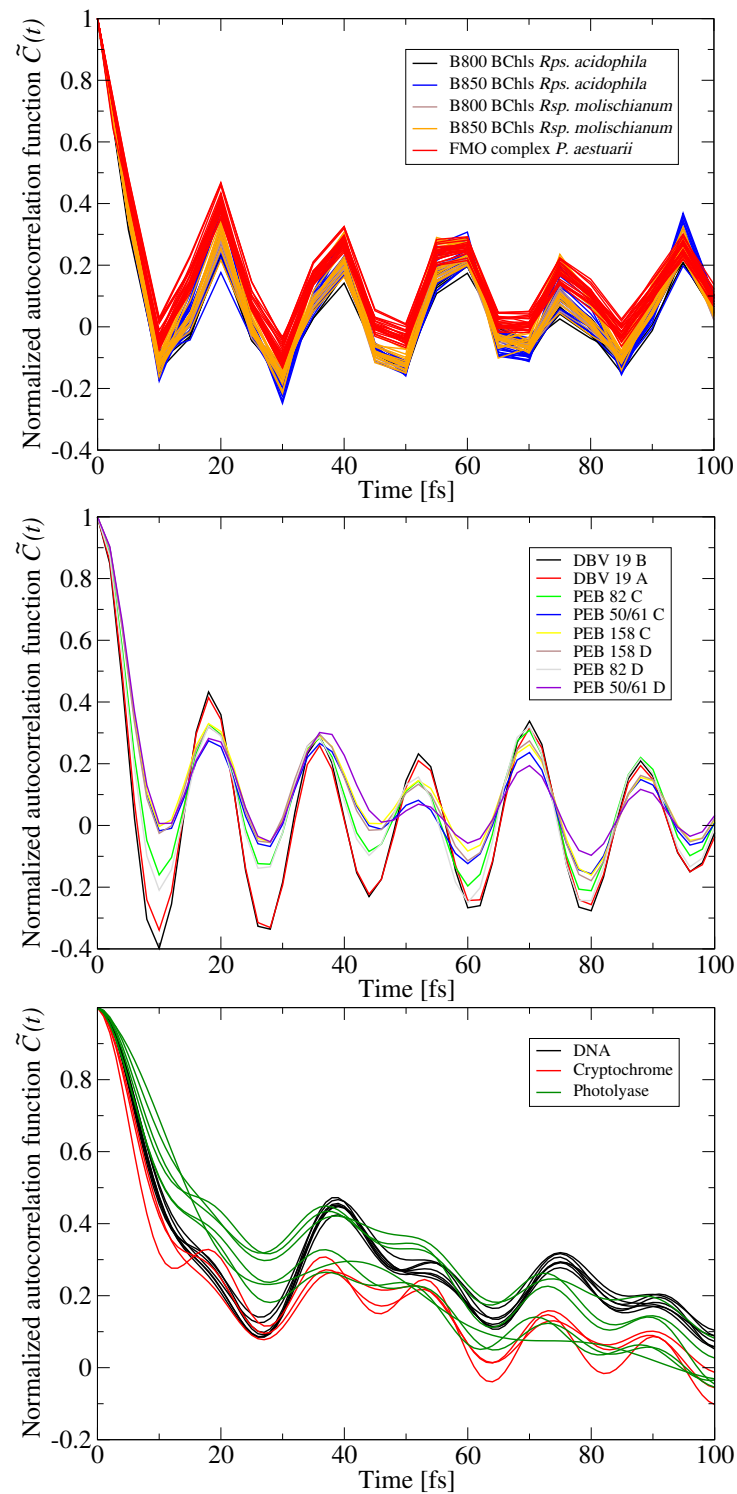 Normalized autocorrelation function C̃(t)
1
0.8
0.6
0.4
0.2
0
-0.2
-0.4
B800 BChls Rps. acidophila
B850 BChls Rps. acidophila
B800 BChls Rsp. molischianum
B850 BChls Rsp. molischianum
FMO complex P. aestuarii
0 20 40 60 80 100
Time [fs]
Normalized autocorrelation function C̃(t)
1
0.8
0.6
0.4
0.2
0
-0.2
-0.4
DBV 19 B
DBV 19 A
PEB 82 C
PEB 50/61 C
PEB 158 C
PEB 158 D
PEB 82 D
PEB 50/61 D
0 20 40 60 80 100
Time [fs]
Normalized autocorrelation function C̃(t)
0.8
0.6
0.4
0.2
0
-0.2
DNA
Cryptochrome
Photolyase
0 20 40 60 80 100
Time [fs]